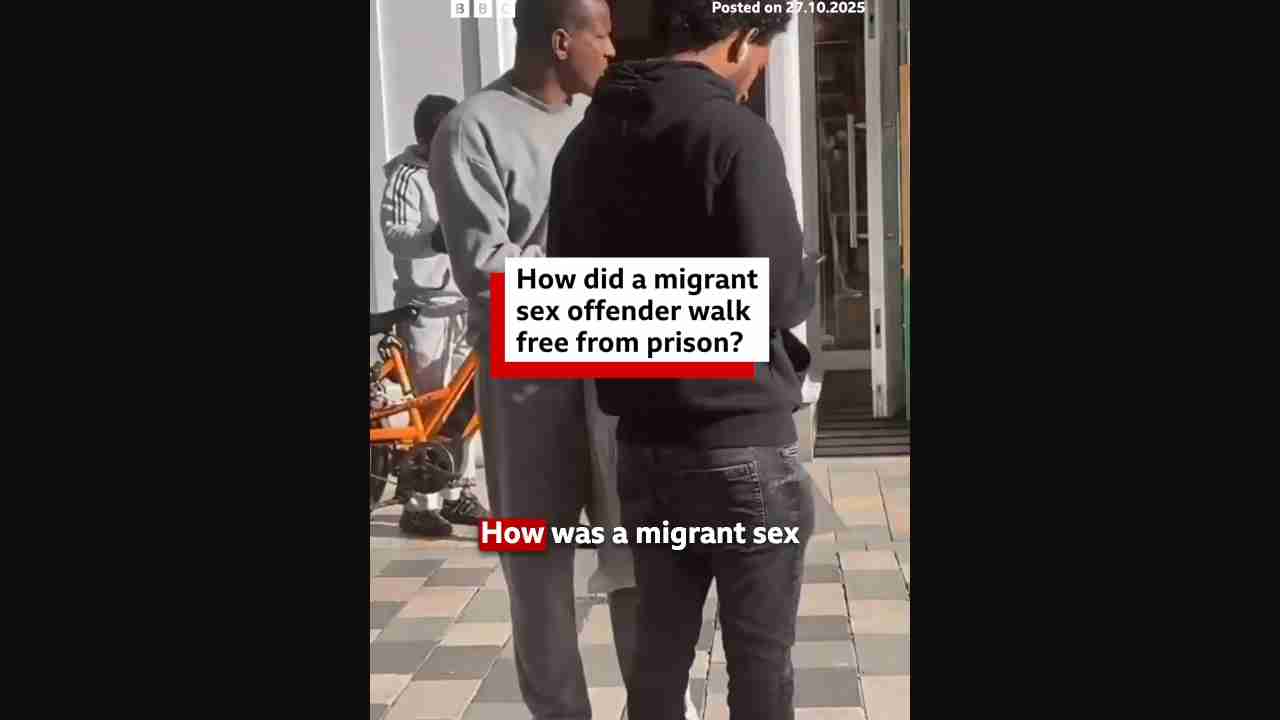 BBC
Posted on 27.10.2025
How did a migrant
sex offender walk
free from prison?
How was a migrant sex